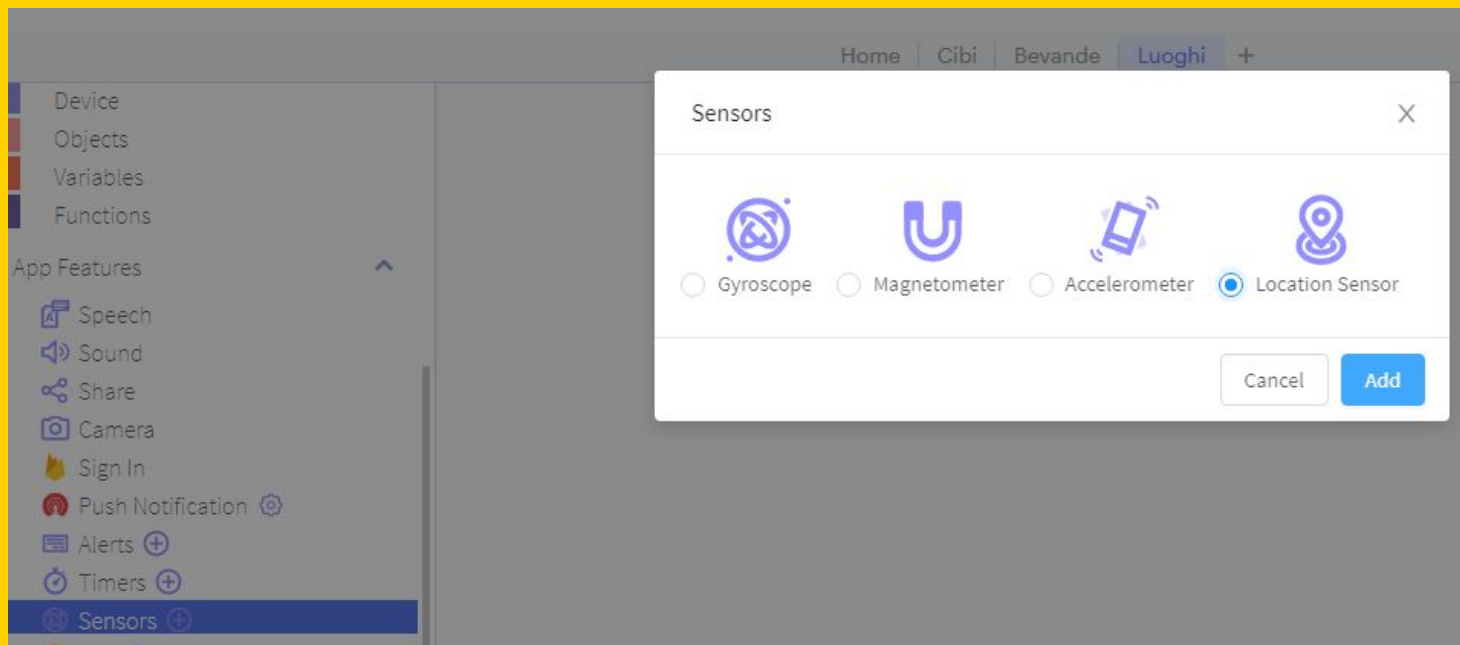 Home Cibi Bevande Luoghi +
Device
Objects
Variables
Functions
App Features
Speech
Sound
Share
Camera
Sign In
Push Notification
Alerts
Timers
Sensors
Sensors
Gyroscope Magnetometer Accelerometer Location Sensor
Cancel Add